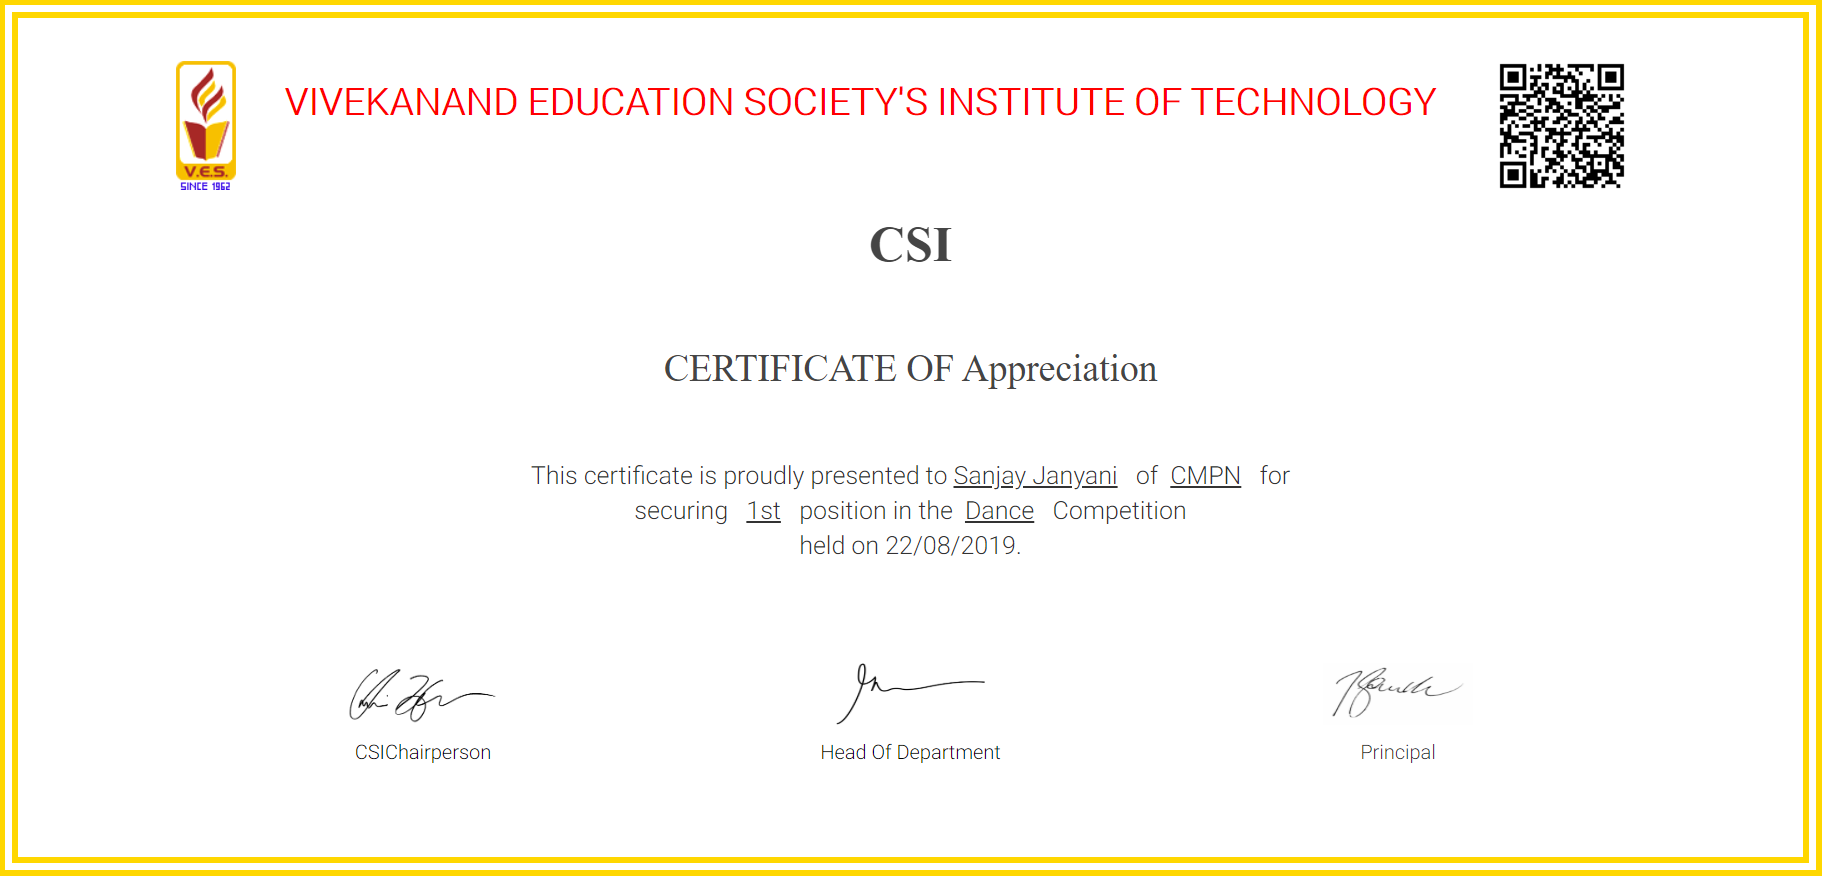 V.E.S.
SINCE 1962
VIVEKANAND EDUCATION SOCIETY'S INSTITUTE OF TECHNOLOGY
CSI
CERTIFICATE OF Appreciation
This certificate is proudly presented to Sanjay Janyani of CMPN for
securing 1st position in the Dance Competition
held on 22/08/2019.
CSIChairperson
Head Of Department
Principal